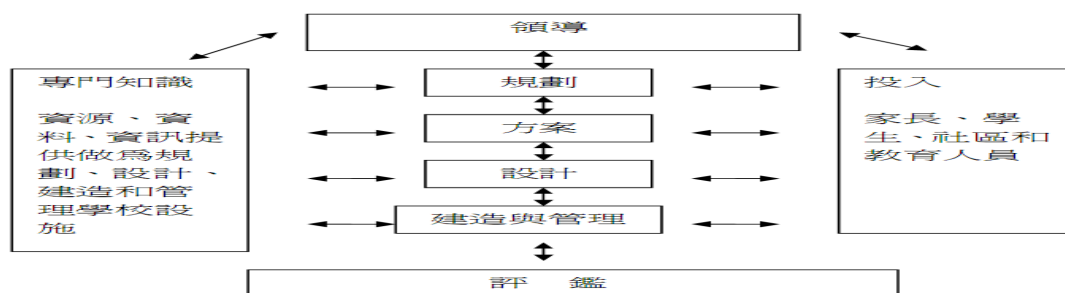 領導
專門知識
資源、資
料、資訊提
供做為規
劃、設計、
建造和管
理學校設
施
規劃
方案
設計
建造與管理
投入
家長、學
生、社區和
教育人員
評 鑑